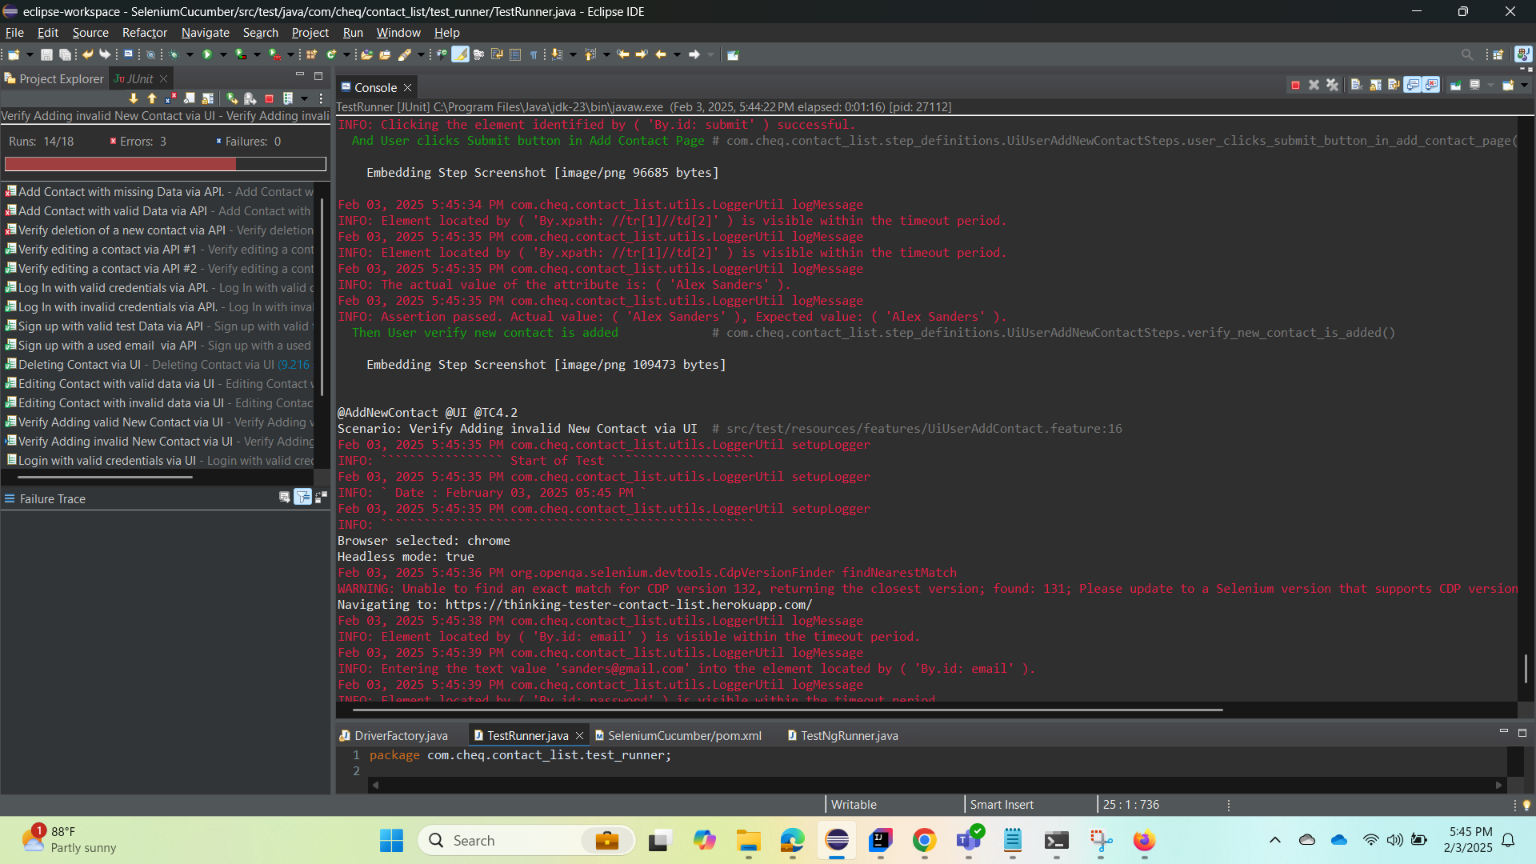 eclipse-workspace - SeleniumCucumber/src/test/java/com/cheq/contact_list/test_runner/TestRunner.java - Eclipse IDE
File Edit Source Refactor Navigate Search Project Run Window Help
Project Explorer JUnit
Console
TestRunner [JUnit] C:\Program Files\Java\jdk-23\bin\javaw.exe (Feb 3, 2025, 5:44:22 PM elapsed: 0:01:16) [pid: 27112]
Verify Adding invalid New Contact via UI - Verify Adding invali
Runs: 14/18 Errors: 3 Failures: 0
Add Contact with missing Data via API. - Add Contact w
Add Contact with valid Data via API - Add Contact with
Verify deletion of a new contact via API - Verify deletion
Verify editing a contact via API #1 - Verify editing a cont
Verify editing a contact via API #2 - Verify editing a cont
Log In with valid credentials via API. - Log In with valid c
Log In with invalid credentials via API. - Log In with inva
Sign up with valid test Data via API - Sign up with valid
Sign up with a used email via API - Sign up with a used
Deleting Contact via UI - Deleting Contact via UI (9.216
Editing Contact with valid data via UI - Editing Contact
Editing Contact with invalid data via UI - Editing Contac
Verify Adding valid New Contact via UI - Verify Adding
Verify Adding invalid New Contact via UI - Verify Adding
Login with valid credentials via UI - Login with valid cre
Failure Trace
INFO: Clicking the element identified by ( 'By.id: submit' ) successful.
And User clicks Submit button in Add Contact Page # com.cheq.contact_list.step_definitions.UiUserAddNewContactSteps.user_clicks_submit_button_in_add_contact_page(
Embedding Step Screenshot [image/png 96685 bytes]
Feb 03, 2025 5:45:34 PM com.cheq.contact_list.utils.LoggerUtil logMessage
INFO: Element located by ( 'By.xpath: //tr[1]//td[2]' ) is visible within the timeout period.
Feb 03, 2025 5:45:35 PM com.cheq.contact_list.utils.LoggerUtil logMessage
INFO: Element located by ( 'By.xpath: //tr[1]//td[2]' ) is visible within the timeout period.
Feb 03, 2025 5:45:35 PM com.cheq.contact_list.utils.LoggerUtil logMessage
INFO: The actual value of the attribute is: ( 'Alex Sanders' ).
Feb 03, 2025 5:45:35 PM com.cheq.contact_list.utils.LoggerUtil logMessage
INFO: Assertion passed. Actual value: ( 'Alex Sanders' ), Expected value: ( 'Alex Sanders' ).
Then User verify new contact is added # com.cheq.contact_list.step_definitions.UiUserAddNewContactSteps.verify_new_contact_is_added()
Embedding Step Screenshot [image/png 109473 bytes]
@AddNewContact @UI @TC4.2
Scenario: Verify Adding invalid New Contact via UI # src/test/resources/features/UiUserAddContact.feature:16
Feb 03, 2025 5:45:35 PM com.cheq.contact_list.utils.LoggerUtil setupLogger
INFO: ````````````````` Start of Test ````````````````````
Feb 03, 2025 5:45:35 PM com.cheq.contact_list.utils.LoggerUtil setupLogger
INFO: ` Date : February 03, 2025 05:45 PM `
Feb 03, 2025 5:45:35 PM com.cheq.contact_list.utils.LoggerUtil setupLogger
INFO: ````````````````````````````````````````````````````
Browser selected: chrome
Headless mode: true
Feb 03, 2025 5:45:36 PM org.openqa.selenium.devtools.CdpVersionFinder findNearestMatch
WARNING: Unable to find an exact match for CDP version 132, returning the closest version; found: 131; Please update to a Selenium version that supports CDP version
Navigating to: https://thinking-tester-contact-list.herokuapp.com/
Feb 03, 2025 5:45:38 PM com.cheq.contact_list.utils.LoggerUtil logMessage
INFO: Element located by ( 'By.id: email' ) is visible within the timeout period.
Feb 03, 2025 5:45:39 PM com.cheq.contact_list.utils.LoggerUtil logMessage
INFO: Entering the text value 'sanders@gmail.com' into the element located by ( 'By.id: email' ).
Feb 03, 2025 5:45:39 PM com.cheq.contact_list.utils.LoggerUtil logMessage
INFO: Element located by ( 'By.id: password' ) is visible within the timeout period
DriverFactory.java TestRunner.java SeleniumCucumber/pom.xml TestNgRunner.java
1 package com.cheq.contact_list.test_runner;
2
Writable Smart Insert 25 : 1 : 736
1
88°F
Partly sunny
Search
5:45 PM
2/3/2025